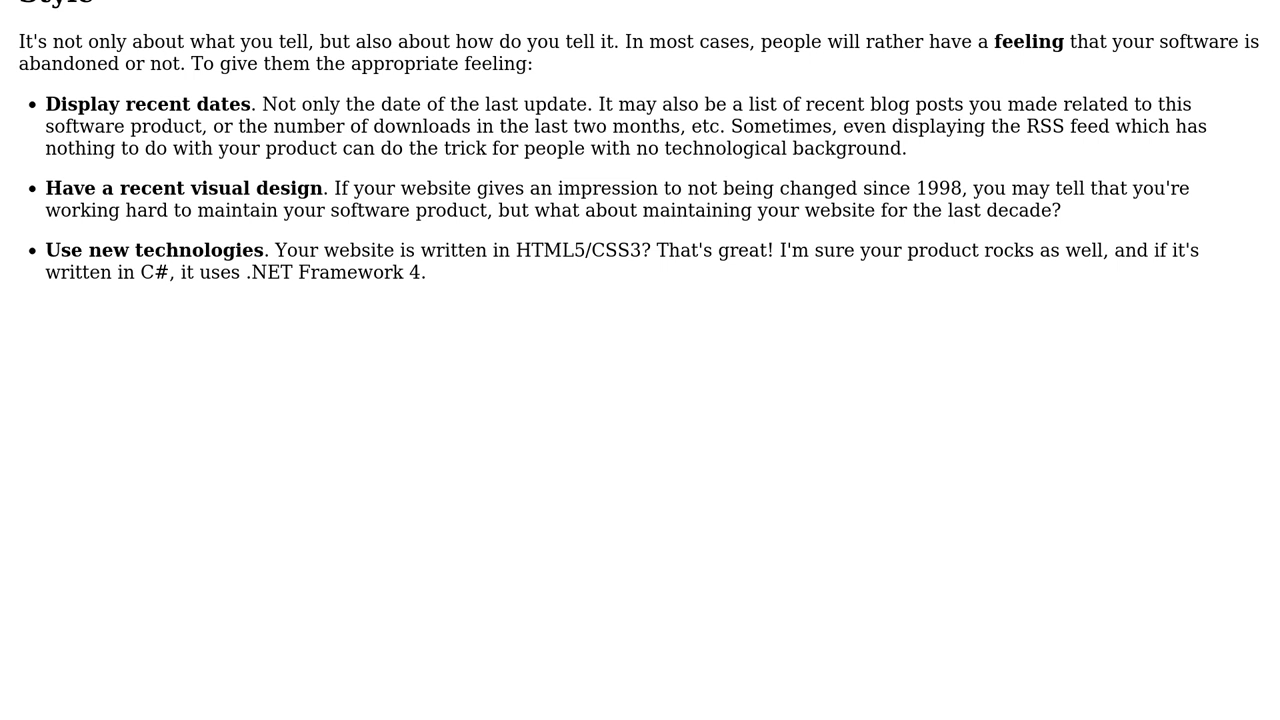 Style
It's not only about what you tell, but also about how do you tell it. In most cases, people will rather have a feeling that your software is
abandoned or not. To give them the appropriate feeling:
• Display recent dates. Not only the date of the last update. It may also be a list of recent blog posts you made related to this
software product, or the number of downloads in the last two months, etc. Sometimes, even displaying the RSS feed which has
nothing to do with your product can do the trick for people with no technological background.
• Have a recent visual design. If your website gives an impression to not being changed since 1998, you may tell that you're
working hard to maintain your software product, but what about maintaining your website for the last decade?
• Use new technologies. Your website is written in HTML5/CSS3? That's great! I'm sure your product rocks as well, and if it's
written in C#, it uses .NET Framework 4.